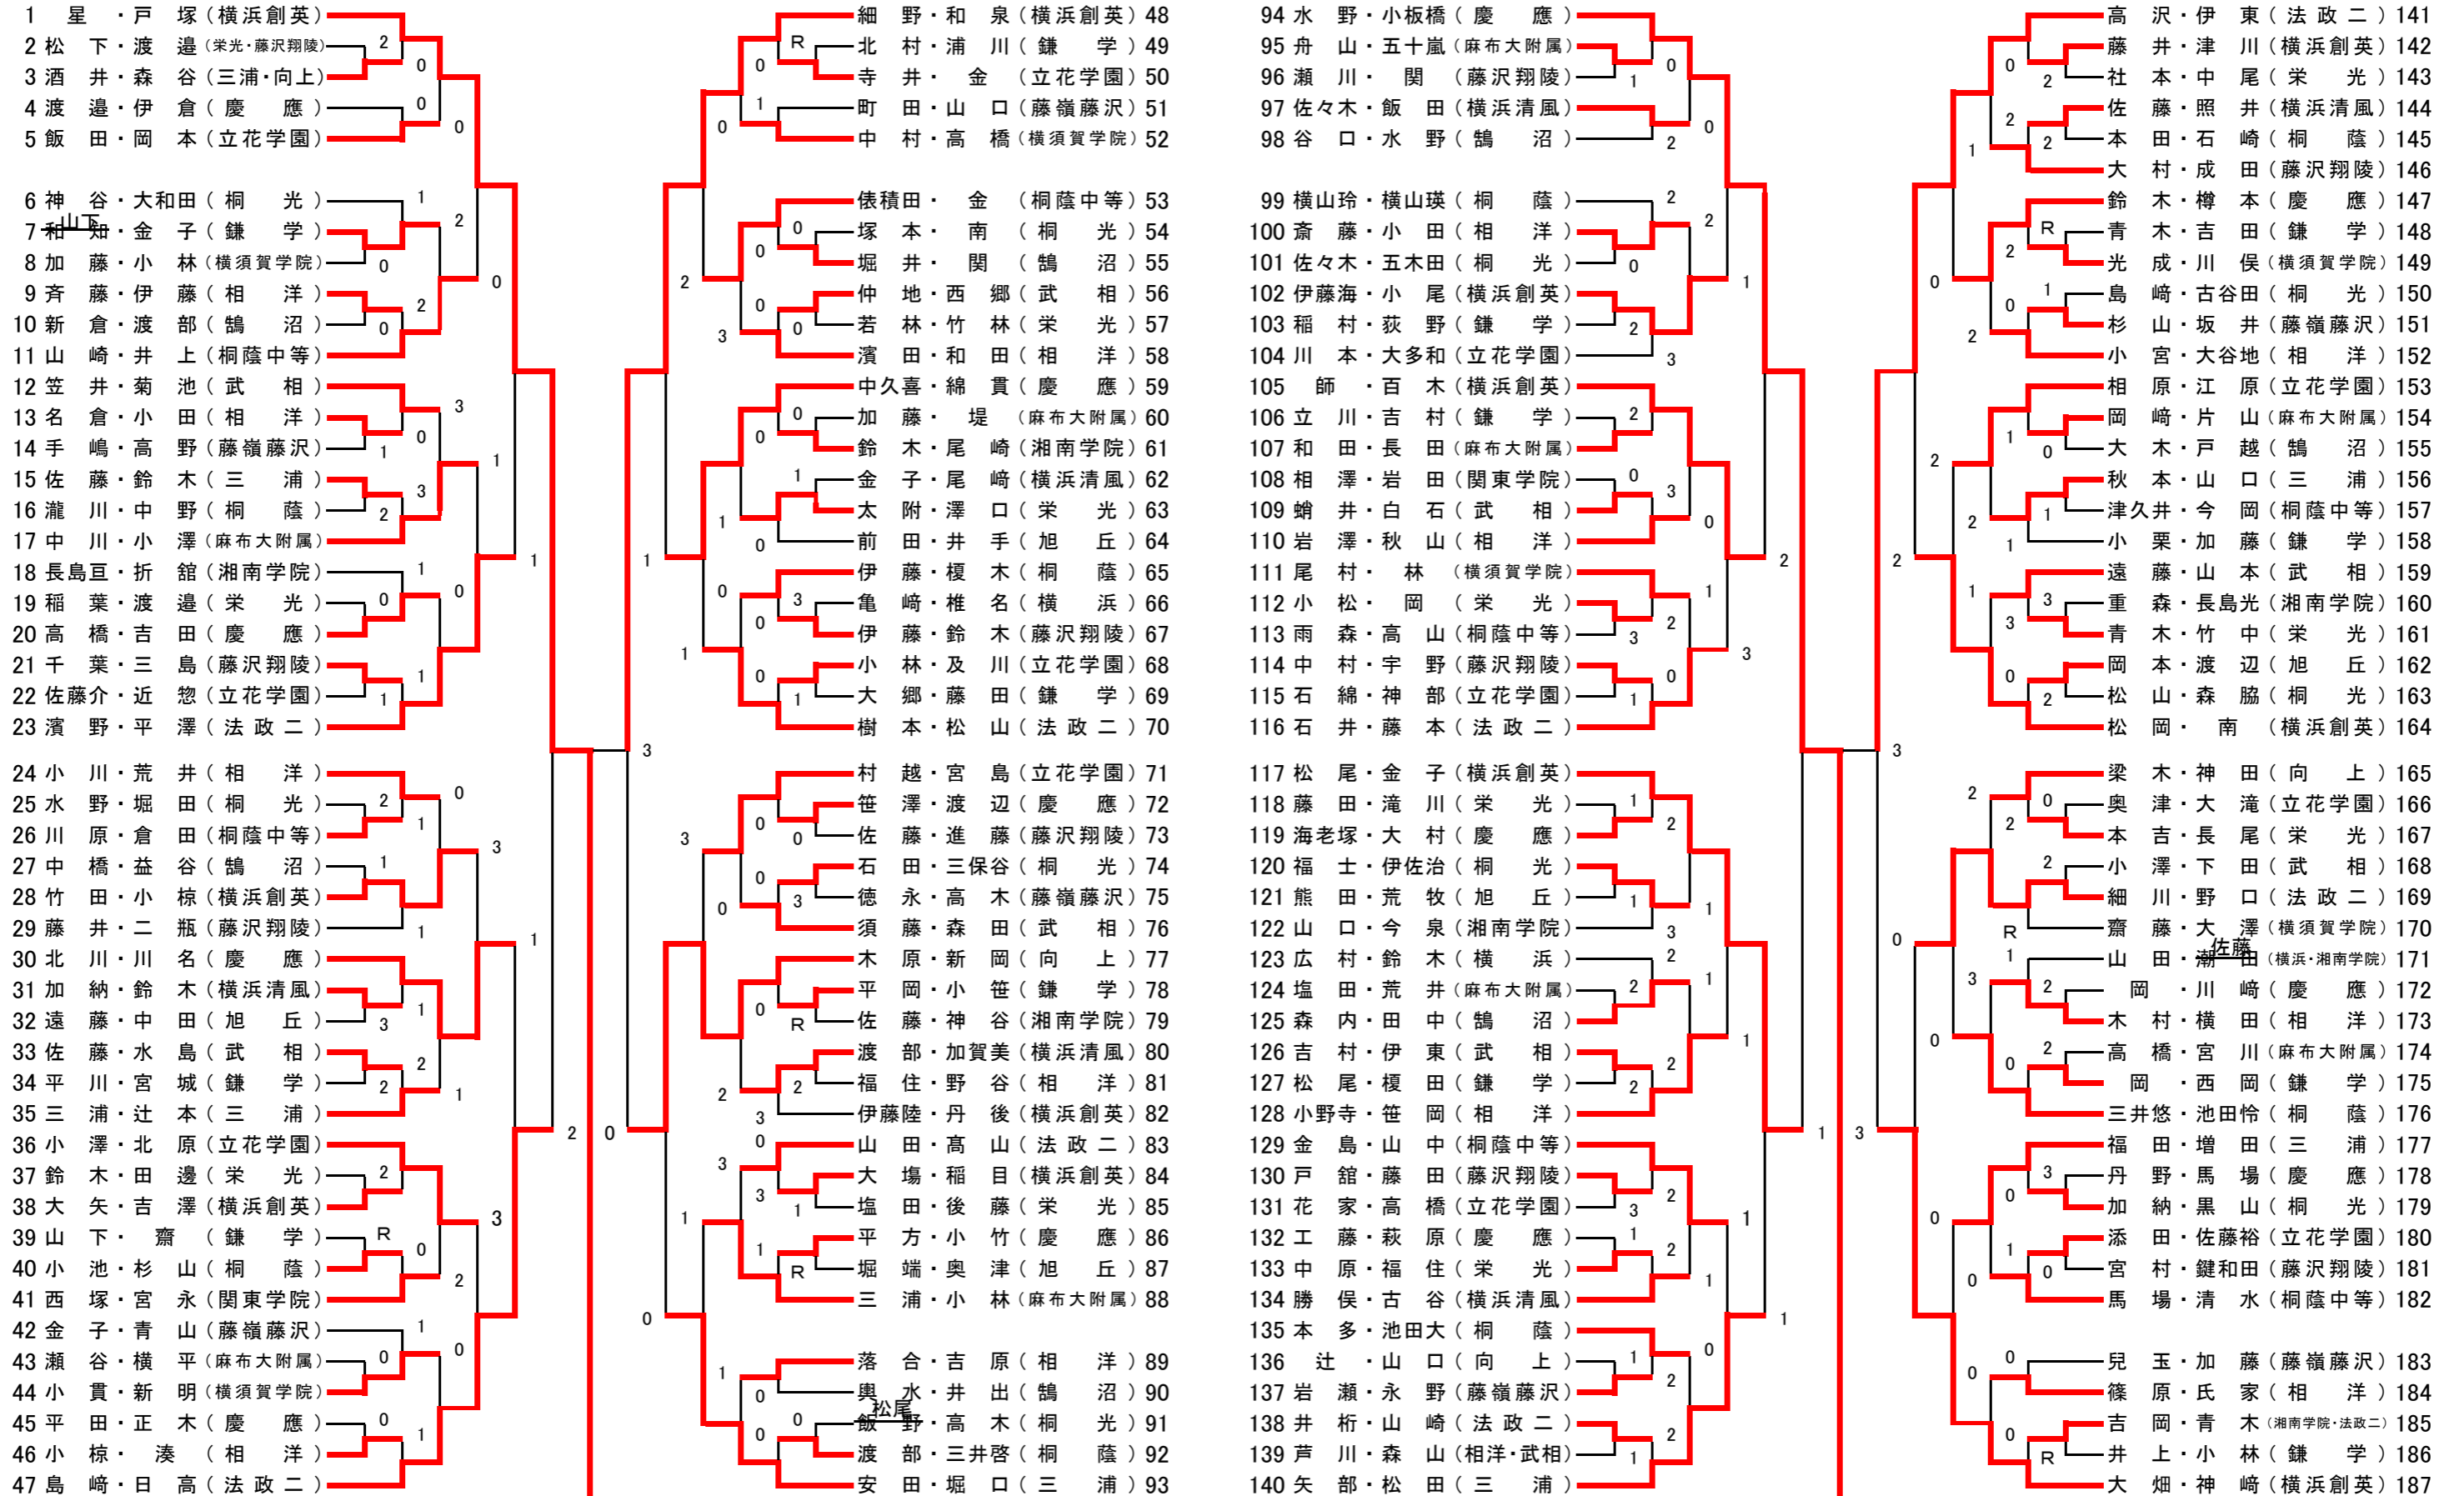 1 星・戸塚(横浜創英)
2 松下・渡邉(栄光・藤沢翔陵)
3 酒井・森谷(三浦・向上)
4 渡邉・伊倉(慶應)
5 飯田・岡本(立花学園)
6 神谷・大和田(桐光)
山下
7 和知・金子(鎌学)
8 加藤・小林(横須賀学院)
9 斉藤・伊藤(相洋)
10 新倉・渡部(鵠沼)
11 山崎・井上(桐蔭中等)
12 笠井・菊池(武相)
13 名倉・小田(相洋)
14 手嶋・高野(藤嶺藤沢)
15 佐藤・鈴木(三浦)
16 瀧川・中野(桐蔭)
17 中川・小澤(麻布大附属)
18 長島亘・折舘(湘南学院)
19 稲葉・渡邉(栄光)
20 高橋・吉田(慶應)
21 千葉・三島(藤沢翔陵)
22 佐藤介・近惣(立花学園)
23 濱野・平澤(法政二)
24 小川・荒井(相洋)
25 水野・堀田(桐光)
26 川原・倉田(桐蔭中等)
27 中橋・益谷(鵠沼)
28 竹田・小椋(横浜創英)
29 藤井・二瓶(藤沢翔陵)
30 北川・川名(慶應)
31 加納・鈴木(横浜清風)
32 遠藤・中田(旭丘)
33 佐藤・水島(武相)
34 平川・宮城(鎌学)
35 三浦・辻本(三浦)
36 小澤・北原(立花学園)
37 鈴木・田邊(栄光)
38 大矢・吉澤(横浜創英)
39 山下・齋(鎌学)
40 小池・杉山(桐蔭)
41 西塚・宮永(関東学院)
42 金子・青山(藤嶺藤沢)
43 瀬谷・横平(麻布大附属)
44 小貫・新明(横須賀学院)
45 平田・正木(慶應)
46 小椋・湊(相洋)
47 島崎・日高(法政二)
細野・和泉(横浜創英) 48
北村・浦川(鎌学) 49
寺井・金(立花学園) 50
町田・山口(藤嶺藤沢) 51
中村・高橋(横須賀学院) 52
俵積田・金(桐蔭中等) 53
塚本・南(桐光) 54
堀井・関(鵠沼) 55
仲地・西郷(武相) 56
若林・竹林(栄光) 57
濱田・和田(相洋) 58
中久喜・綿貫(慶應) 59
加藤・堤(麻布大附属) 60
鈴木・尾崎(湘南学院) 61
金子・尾﨑(横浜清風) 62
太附・澤口(栄光) 63
前田・井手(旭丘) 64
伊藤・榎木(桐蔭) 65
亀﨑・椎名(横浜) 66
伊藤・鈴木(藤沢翔陵) 67
小林・及川(立花学園) 68
大郷・藤田(鎌学) 69
樹本・松山(法政二) 70
村越・宮島(立花学園) 71
笹澤・渡辺(慶應) 72
佐藤・進藤(藤沢翔陵) 73
石田・三保谷(桐光) 74
徳永・高木(藤嶺藤沢) 75
須藤・森田(武相) 76
木原・新岡(向上) 77
平岡・小笹(鎌学) 78
佐藤・神谷(湘南学院) 79
渡部・加賀美(横浜清風) 80
福住・野谷(相洋) 81
伊藤陸・丹後(横浜創英) 82
山田・髙山(法政二) 83
大場・稲目(横浜創英) 84
塩田・後藤(栄光) 85
平方・小竹(慶應) 86
堀端・奥津(旭丘) 87
三浦・小林(麻布大附属) 88
落合・吉原(相洋) 89
輿水・井出(鵠沼) 90
松尾
飯野・高木(桐光) 91
渡部・三井啓(桐蔭) 92
安田・堀口(三浦) 93
94 水野・小板橋(慶應)
95 舟山・五十嵐(麻布大附属)
96 瀬川・関(藤沢翔陵)
97 佐々木・飯田(横浜清風)
98 谷口・水野(鵠沼)
99 横山玲・横山瑛(桐蔭)
100 斎藤・小田(相洋)
101 佐々木・五木田(桐光)
102 伊藤海・小尾(横浜創英)
103 稲村・荻野(鎌学)
104 川本・大多和(立花学園)
105 師・百木(横浜創英)
106 立川・吉村(鎌学)
107 和田・長田(麻布大附属)
108 相澤・岩田(関東学院)
109 蛸井・白石(武相)
110 岩澤・秋山(相洋)
111 尾村・林(横須賀学院)
112 小松・岡(栄光)
113 雨森・高山(桐蔭中等)
114 中村・宇野(藤沢翔陵)
115 石綿・神部(立花学園)
116 石井・藤本(法政二)
117 松尾・金子(横浜創英)
118 藤田・滝川(栄光)
119 海老塚・大村(慶應)
120 福士・伊佐治(桐光)
121 熊田・荒牧(旭丘)
122 山口・今泉(湘南学院)
123 広村・鈴木(横浜)
124 塩田・荒井(麻布大附属)
125 森内・田中(鵠沼)
126 吉村・伊東(武相)
127 松尾・榎田(鎌学)
128 小野寺・笹岡(相洋)
129 金島・山中(桐蔭中等)
130 戸舘・藤田(藤沢翔陵)
131 花家・高橋(立花学園)
132 工藤・萩原(慶應)
133 中原・福住(栄光)
134 勝俣・古谷(横浜清風)
135 本多・池田大(桐蔭)
136 辻・山口(向上)
137 岩瀬・永野(藤嶺藤沢)
138 井桁・山崎(法政二)
139 芦川・森山(相洋・武相)
140 矢部・松田(三浦)
高沢・伊東(法政二) 141
藤井・津川(横浜創英) 142
社本・中尾(栄光) 143
佐藤・照井(横浜清風) 144
本田・石崎(桐蔭) 145
大村・成田(藤沢翔陵) 146
鈴木・樽本(慶應) 147
青木・吉田(鎌学) 148
光成・川俣(横須賀学院) 149
島崎・古谷田(桐光) 150
杉山・坂井(藤嶺藤沢) 151
小宮・大谷地(相洋) 152
相原・江原(立花学園) 153
岡﨑・片山(麻布大附属) 154
大木・戸越(鵠沼) 155
秋本・山口(三浦) 156
津久井・今岡(桐蔭中等) 157
小栗・加藤(鎌学) 158
遠藤・山本(武相) 159
重森・長島光(湘南学院) 160
青木・竹中(栄光) 161
岡本・渡辺(旭丘) 162
松山・森脇(桐光) 163
松岡・南(横浜創英) 164
梁木・神田(向上) 165
奥津・大滝(立花学園) 166
本吉・長尾(栄光) 167
小澤・下田(武相) 168
細川・野口(法政二) 169
齋藤・大澤(横須賀学院) 170
佐藤
山田・潮田(横浜・湘南学院) 171
岡・川﨑(慶應) 172
木村・横田(相洋) 173
高橋・宮川(麻布大附属) 174
岡・西岡(鎌学) 175
三井悠・池田怜(桐蔭) 176
福田・増田(三浦) 177
丹野・馬場(慶應) 178
加納・黒山(桐光) 179
添田・佐藤裕(立花学園) 180
宮村・鍵和田(藤沢翔陵) 181
馬場・清水(桐蔭中等) 182
兒玉・加藤(藤嶺藤沢) 183
篠原・氏家(相洋) 184
吉岡・青木(湘南学院・法政二) 185
井上・小林(鎌学) 186
大畑・神﨑(横浜創英) 187